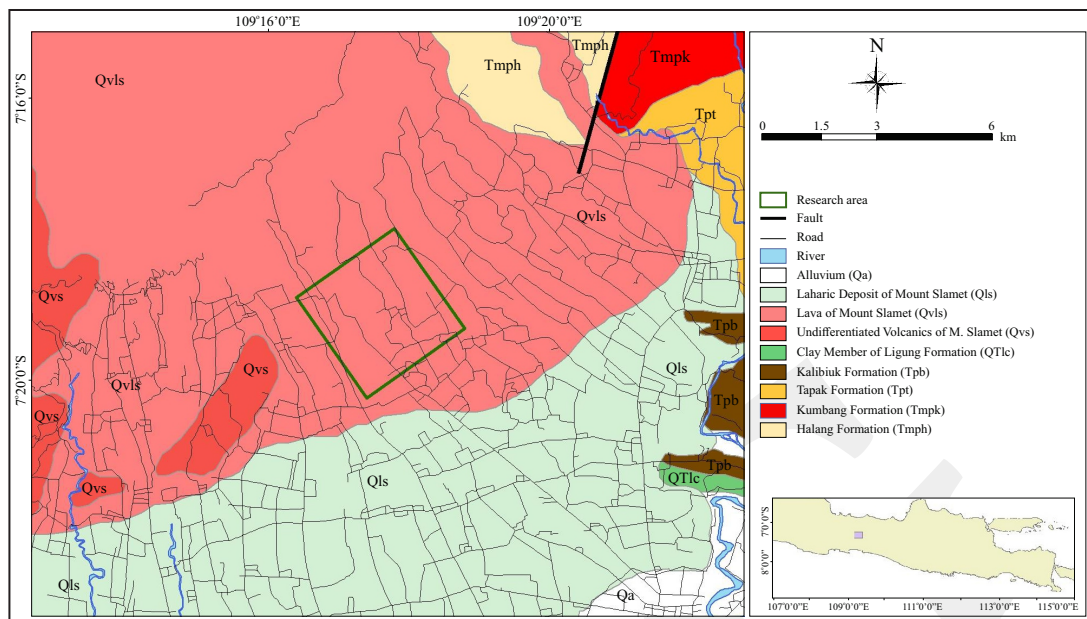 109°16'0"E
109°20'0"E
7°16'0"S
7°20'0"S
Qvls
Tmph
Tmph
Tmpk
Tpt
Qvls
Qvs
Qvls
Qvs
Qvs
Qvs
Qls
Qls
Qls
Tpb
Tpb
Tpb
QTlc
Qa
N
0 1.5 3 6
km
Research area
Fault
Road
River
Alluvium (Qa)
Laharic Deposit of Mount Slamet (Qls)
Lava of Mount Slamet (Qvls)
Undifferentiated Volcanics of M. Slamet (Qvs)
Clay Member of Ligung Formation (QTlc)
Kalibiuk Formation (Tpb)
Tapak Formation (Tpt)
Kumbang Formation (Tmpk)
Halang Formation (Tmph)
7°0'0"S
8°0'0"S
107°0'0"E 109°0'0"E 111°0'0"E 113°0'0"E 115°0'0"E